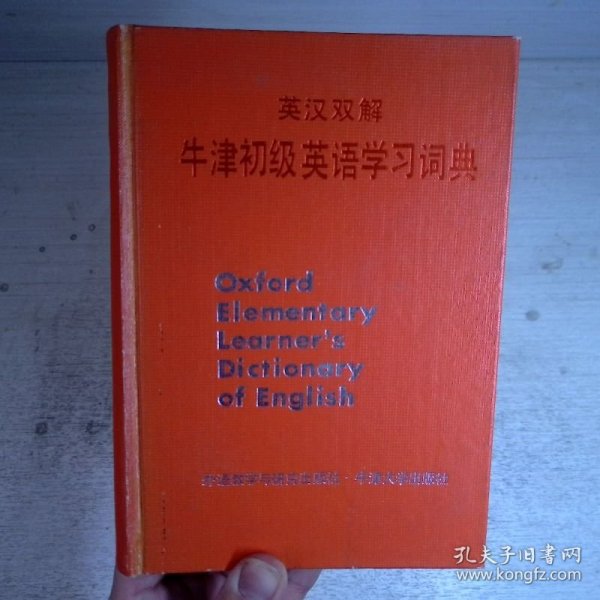 英汉双解
牛津初级英语学习词典
Oxford
Elementary
Learner's
Dictionary
of English
外语教学与研究出版社·牛津大学出版社
孔夫子旧書网
www.kongfz.com